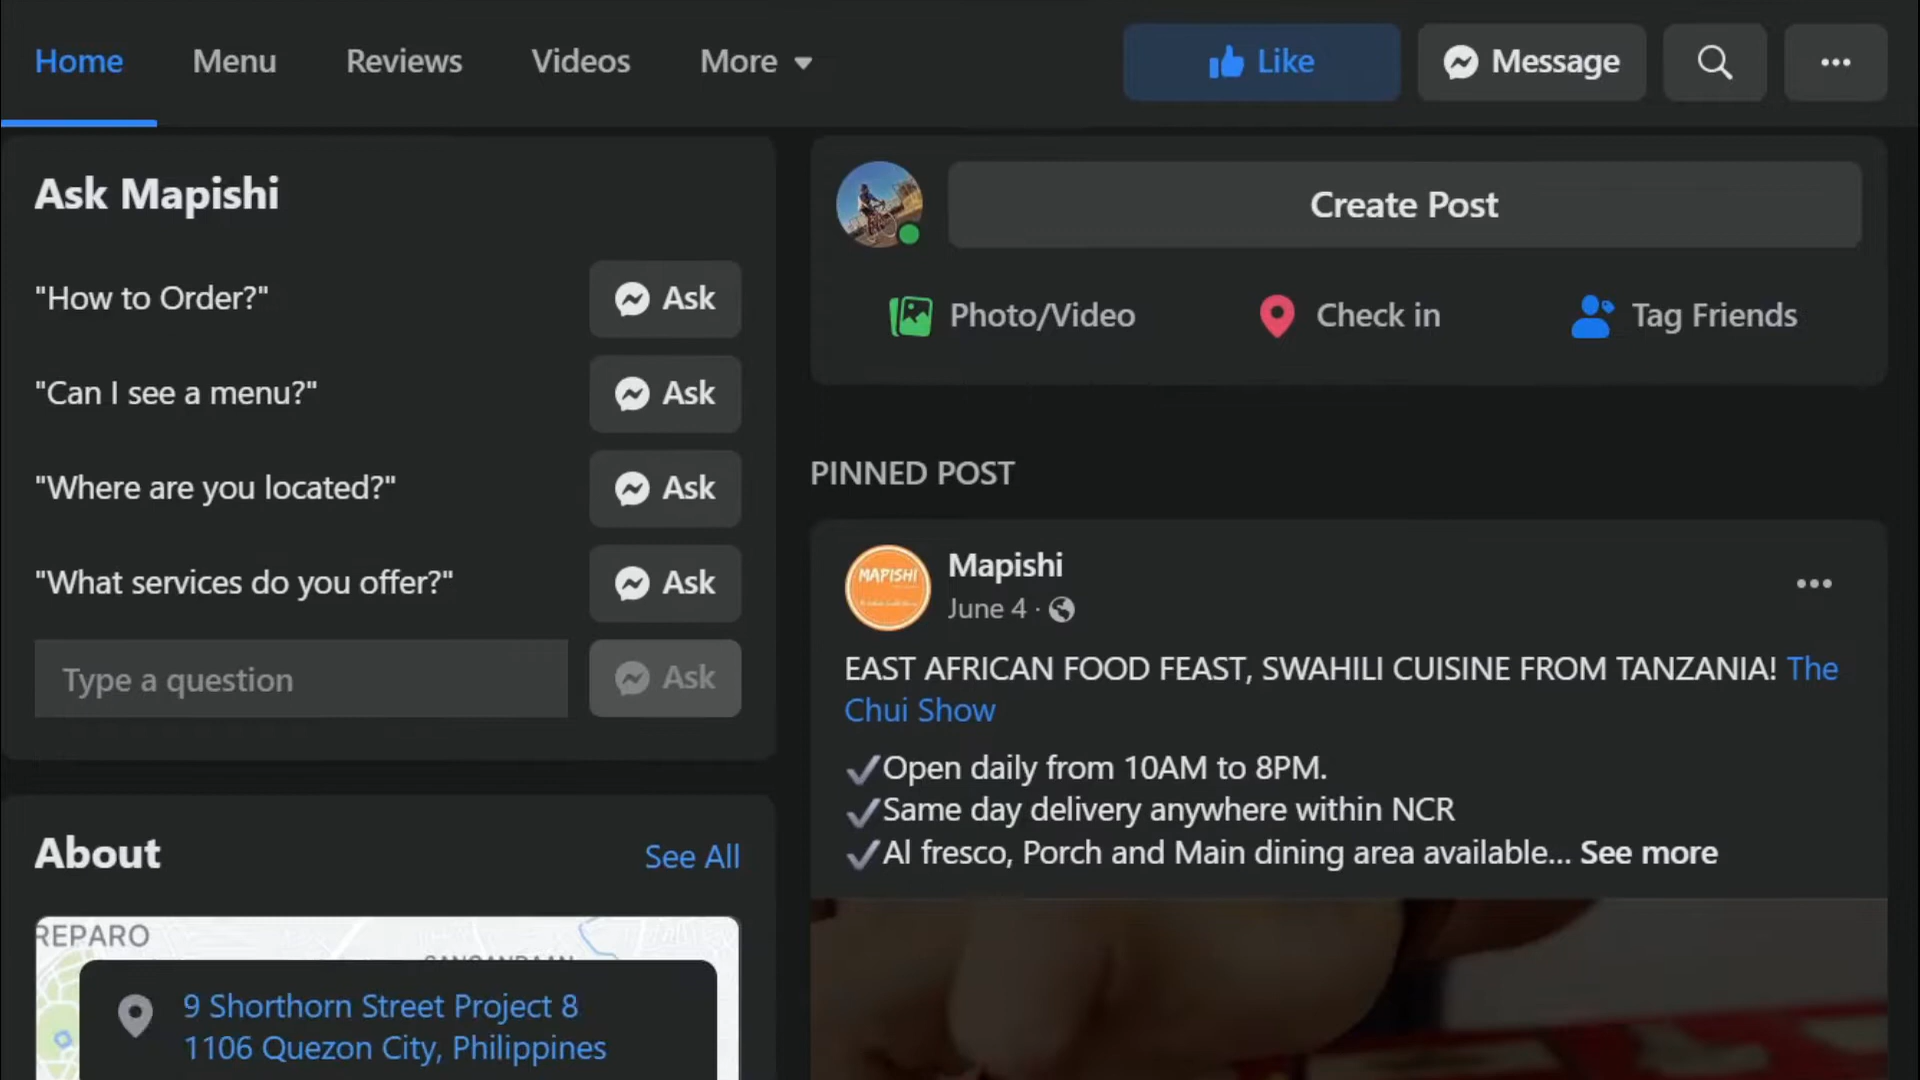 Home
Menu
Reviews
Videos
More
Like
Message
Ask Mapishi
"How to Order?"
Ask
"Can I see a menu?"
Ask
"Where are you located?"
Ask
"What services do you offer?"
Ask
Type a question
Ask
About
See All
REPARO
9 Shorthorn Street Project 8
1106 Quezon City, Philippines
Create Post
Photo/Video
Check in
Tag Friends
PINNED POST
MAPISHI
Mapishi
June 4 ·
EAST AFRICAN FOOD FEAST, SWAHILI CUISINE FROM TANZANIA! The
Chui Show
✔Open daily from 10AM to 8PM.
✔Same day delivery anywhere within NCR
✔Al fresco, Porch and Main dining area available... See more